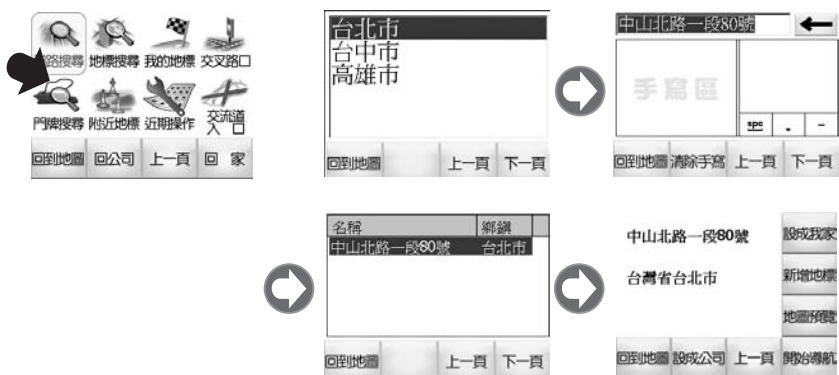 路搜尋 地標搜尋 我的地標 交叉路口
門牌搜尋 附近地標 近期操作 交流道入口
回到地圖 回公司 上一頁 回家
台北市
台中市
高雄市
回到地圖 上一頁 下一頁
中山北路一段80號
手寫區
spc . -
回到地圖 清除手寫 上一頁 下一頁
名稱 鄉鎮
中山北路一段80號 台北市
回到地圖 上一頁 下一頁
中山北路一段80號 設成我家
台灣省台北市 新增地標
地圖預覽
回到地圖 設成公司 上一頁 開始導航